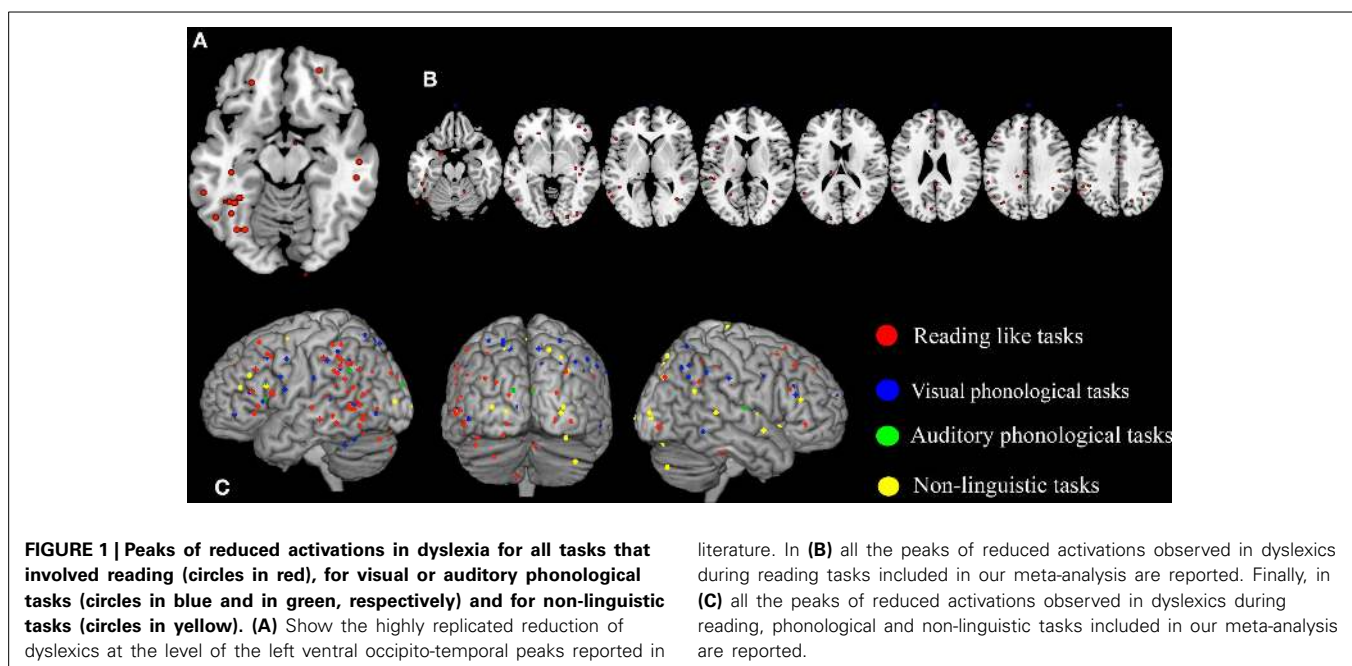 A
B
Reading like tasks
Visual phonological tasks
Auditory phonological tasks
Non-linguistic tasks
C
FIGURE 1 | Peaks of reduced activations in dyslexia for all tasks that
involved reading (circles in red), for visual or auditory phonological
tasks (circles in blue and in green, respectively) and for non-linguistic
tasks (circles in yellow). (A) Show the highly replicated reduction of
dyslexics at the level of the left ventral occipito-temporal peaks reported in
literature. In (B) all the peaks of reduced activations observed in dyslexics
during reading tasks included in our meta-analysis are reported. Finally, in
(C) all the peaks of reduced activations observed in dyslexics during
reading, phonological and non-linguistic tasks included in our meta-analysis
are reported.